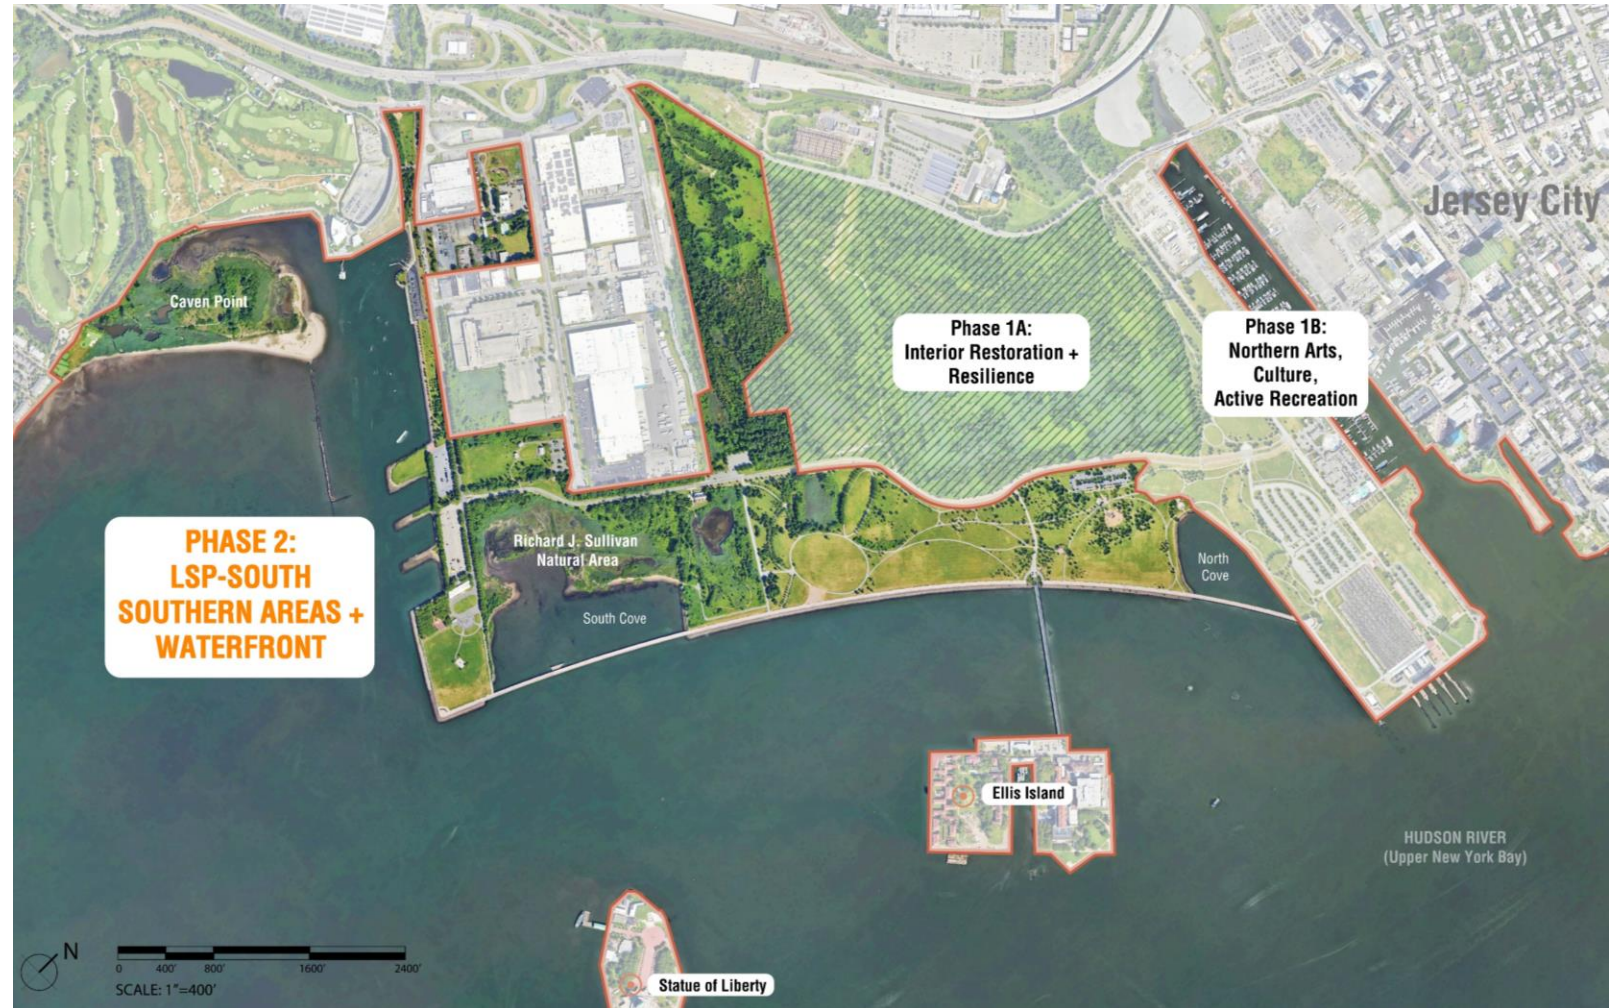 Jersey City
Caven Point
Phase 1A:
Interior Restoration +
Resilience
Phase 1B:
Northern Arts,
Culture,
Active Recreation
PHASE 2:
LSP-SOUTH
SOUTHERN AREAS +
WATERFRONT
Richard J. Sullivan
Natural Area
South Cove
North
Cove
Ellis Island
HUDSON RIVER
(Upper New York Bay)
Statue of Liberty
N
0 400' 800' 1600' 2400'
SCALE: 1"=400'